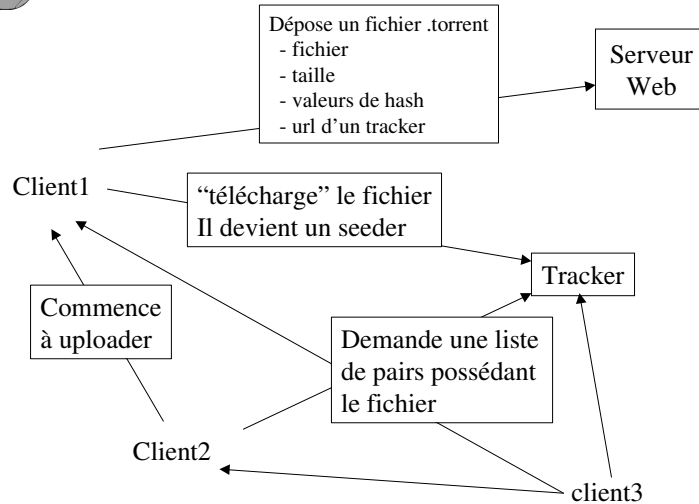 Dépose un fichier .torrent
- fichier
- taille
- valeurs de hash
- url d'un tracker
Serveur
Web
Client1
“télécharge” le fichier
Il devient un seeder
Tracker
Commence
à uploader
Demande une liste
de pairs possédant
le fichier
Client2
client3